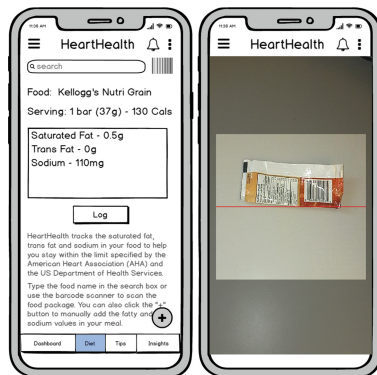 11:38 AM
HeartHealth
search
Food: Kellogg's Nutri Grain
Serving: 1 bar (37g) - 130 Cals
Saturated Fat - 0.5g
Trans Fat - 0g
Sodium - 110mg
Log
HeartHealth tracks the saturated fat,
trans fat and sodium in your food to help
you stay within the limit specified by the
American Heart Association (AHA) and
the US Department of Health Services.
Type the food name in the search box or
use the barcode scanner to scan the
food package. You can also click the "+"
button to manually add the fatty and
sodium values in your meal.
+
Dashboard
Diet
Tips
Insights
11:38 AM
HeartHealth